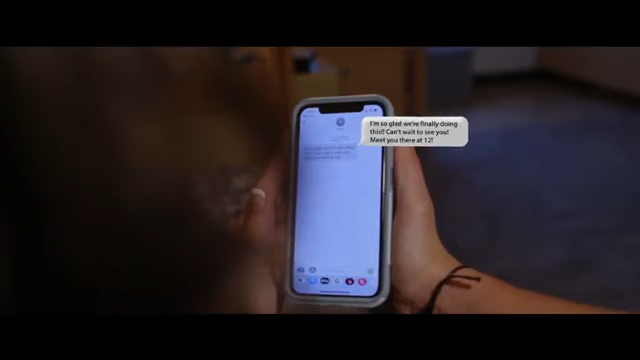 I'm so glad we're finally doing
this!! Can't wait to see you!
Meet you there at 12!